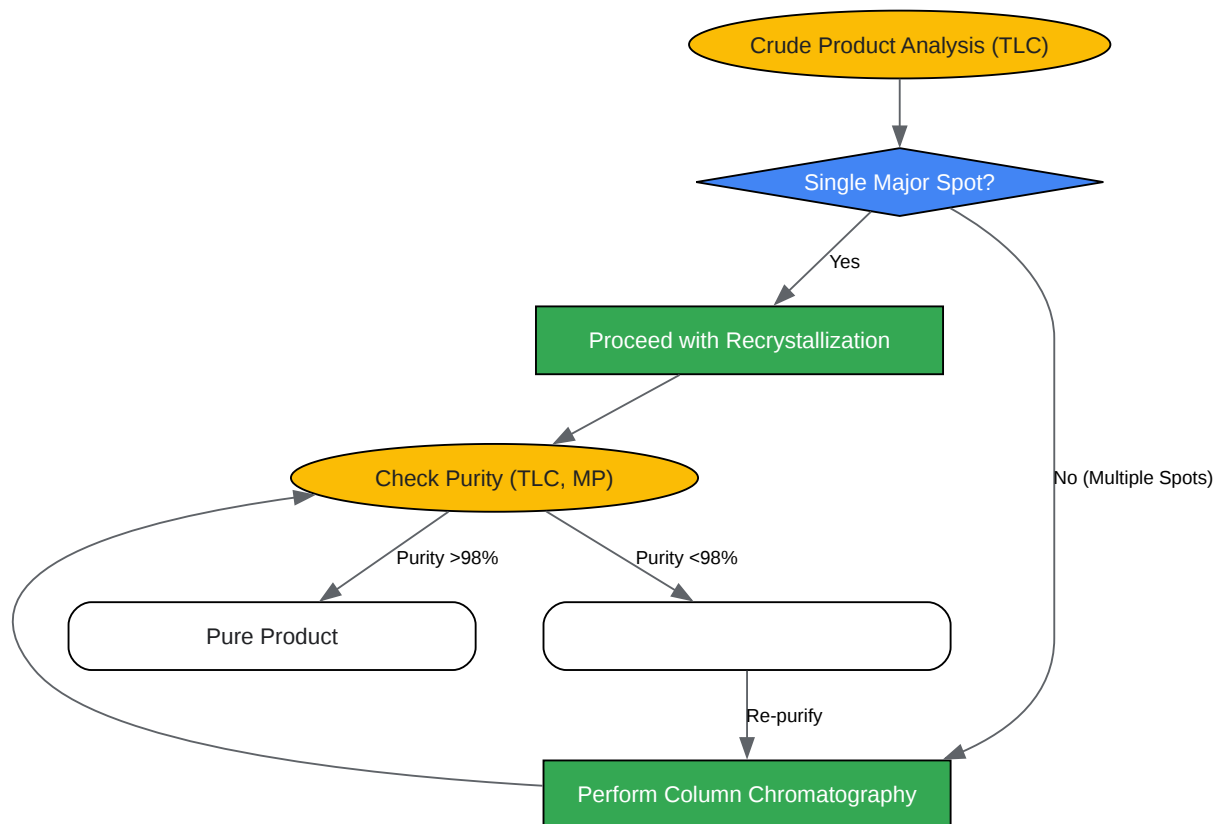 Crude Product Analysis (TLC)
Single Major Spot?
Yes
Proceed with Recrystallization
Check Purity (TLC, MP)
No (Multiple Spots)
Purity >98%
Purity <98%
Pure Product
Re-purify
Perform Column Chromatography